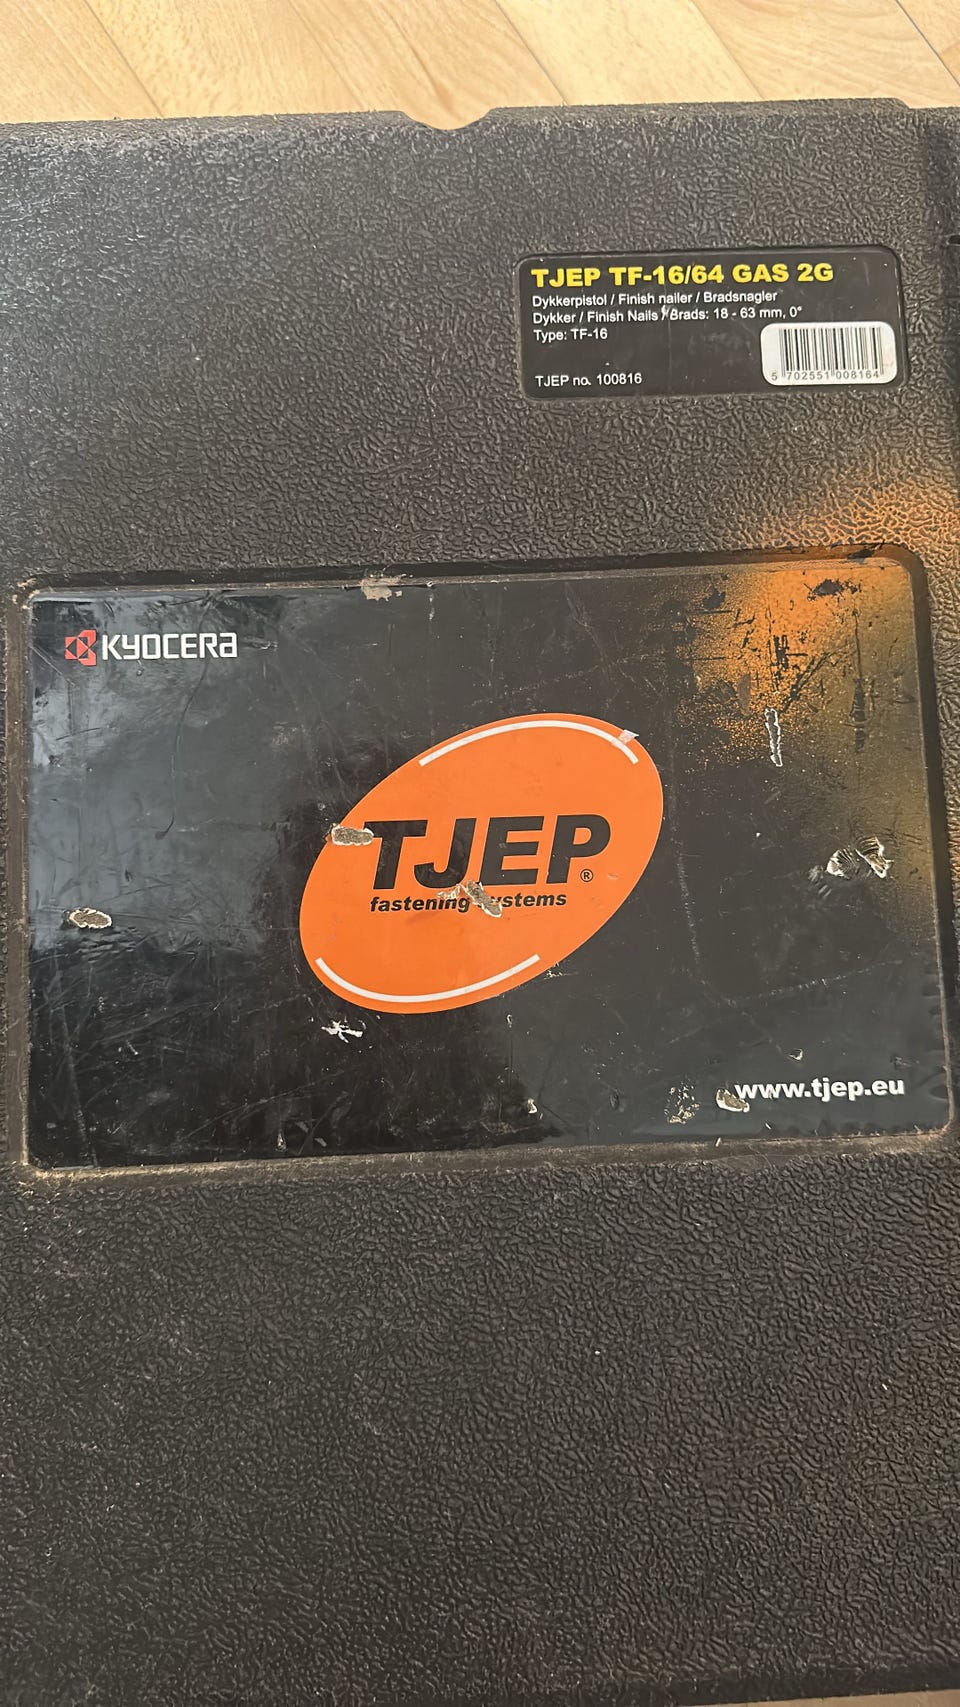 TJEP TF-16/64 GAS 2G
Dykkerpistol / Finish nailer / Bradsnagler
Dykker / Finish Nails / Brads: 18 - 63 mm, 0°
Type: TF-16
TJEP no. 100816
5 702551 008164
KYOCERA
TJEP®
fastening systems
www.tjep.eu